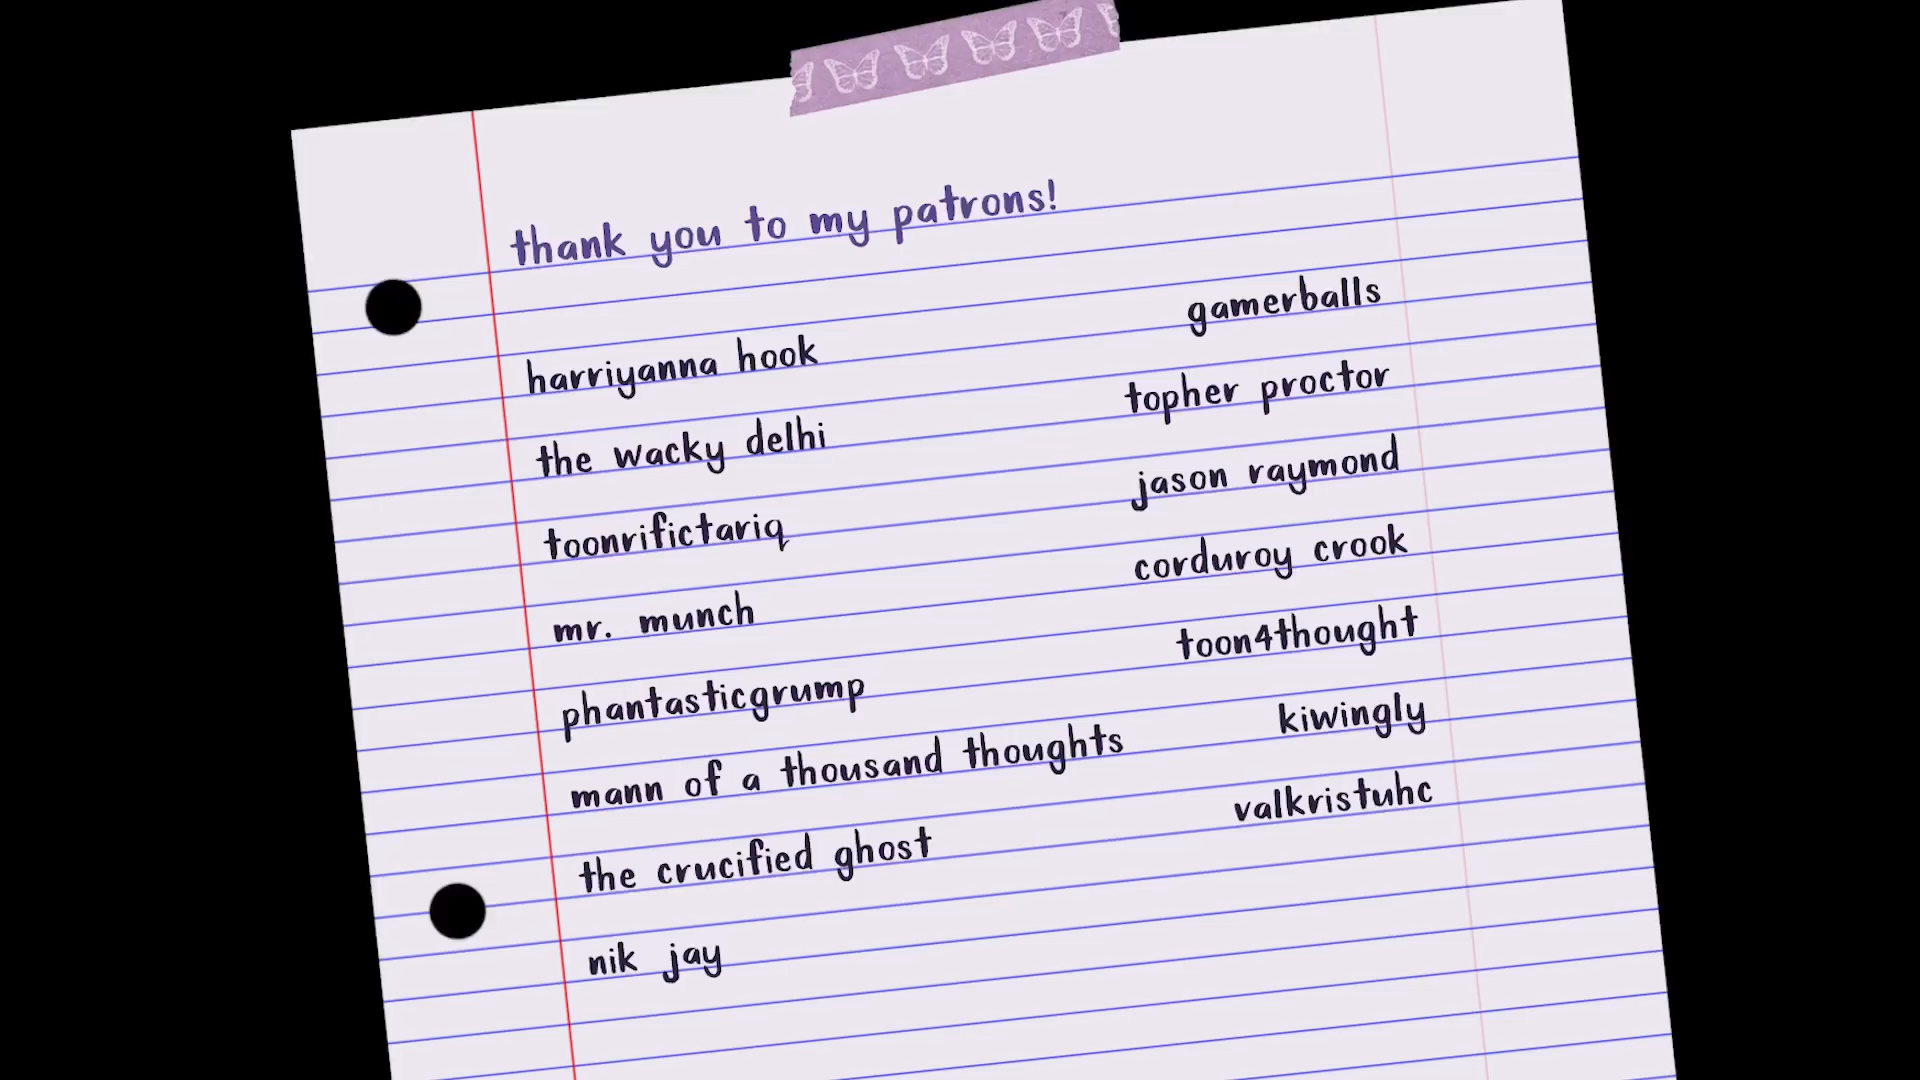 thank you to my patrons!
harriyanna hook
the wacky delhi
toonrifictariq
mr. munch
phantasticgrump
mann of a thousand thoughts
the crucified ghost
nik jay
gamerballs
topher proctor
jason raymond
corduroy crook
toon4thought
kiwingly
valkristuhc